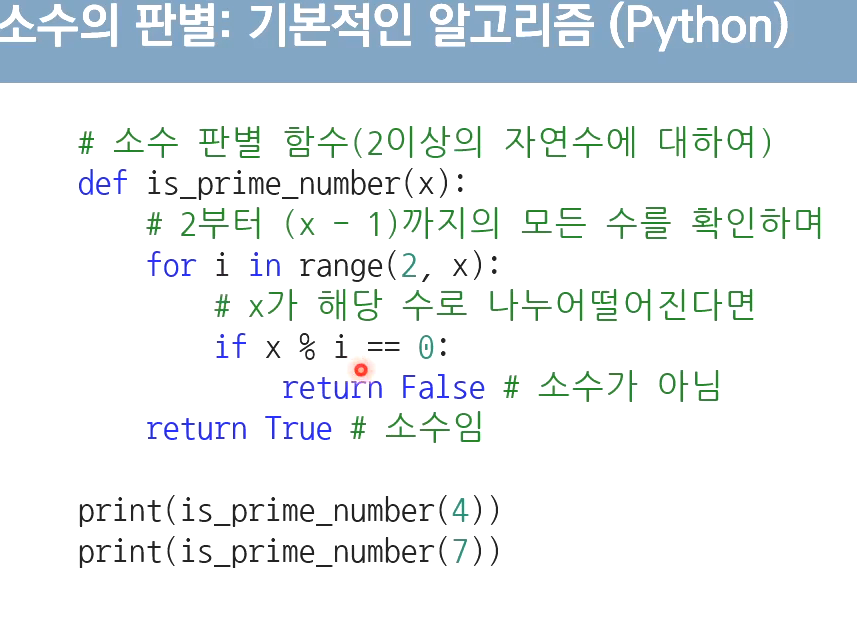 소수의 판별: 기본적인 알고리즘 (Python)
# 소수 판별 함수(2이상의 자연수에 대하여)
def is_prime_number(x):
    # 2부터 (x - 1)까지의 모든 수를 확인하며
    for i in range(2, x):
        # x가 해당 수로 나누어떨어진다면
        if x % i == 0:
            return False # 소수가 아님
    return True # 소수임

print(is_prime_number(4))
print(is_prime_number(7))